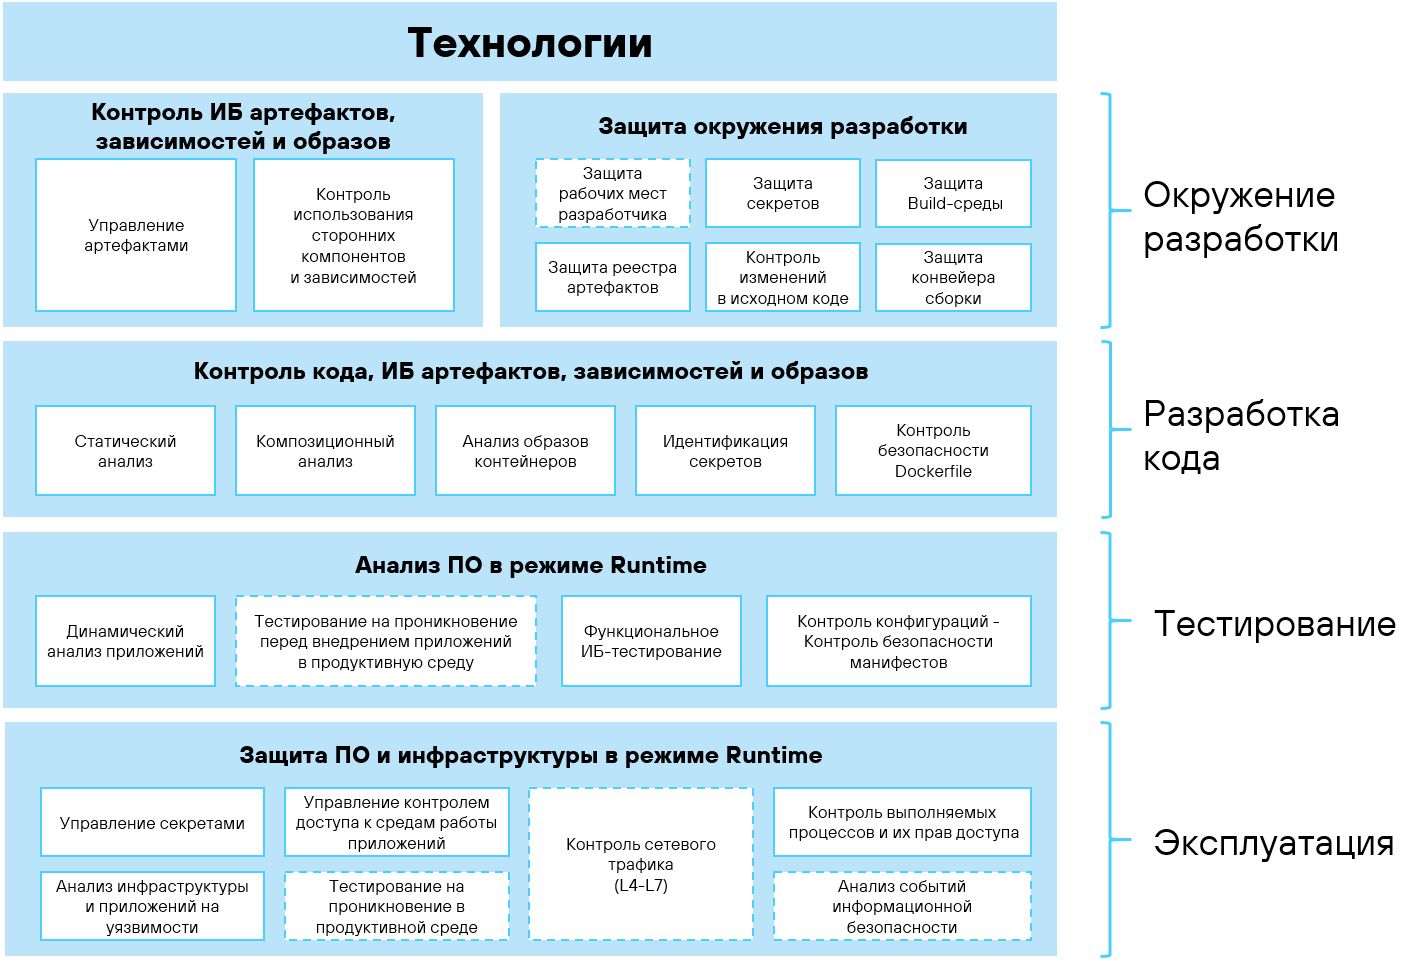 Технологии
Контроль ИБ артефактов,
зависимостей и образов
Управление
артефактами
Контроль
использования
сторонних
компонентов
и зависимостей
Защита окружения разработки
Защита
рабочих мест
разработчика
Защита
секретов
Защита
Build-среды
Защита реестра
артефактов
Контроль
изменений
в исходном коде
Защита
конвейера
сборки
Окружение
разработки
Контроль кода, ИБ артефактов, зависимостей и образов
Статический
анализ
Композиционный
анализ
Анализ образов
контейнеров
Идентификация
секретов
Контроль
безопасности
Dockerfile
Разработка
кода
Анализ ПО в режиме Runtime
Динамический
анализ приложений
Тестирование на проникновение
перед внедрением приложений
в продуктивную среду
Функциональное
ИБ-тестирование
Контроль конфигураций -
Контроль безопасности
манифестов
Тестирование
Защита ПО и инфраструктуры в режиме Runtime
Управление секретами
Управление контролем
доступа к средам работы
приложений
Контроль сетевого
трафика
(L4-L7)
Контроль выполняемых
процессов и их прав доступа
Анализ инфраструктуры
и приложений на
уязвимости
Тестирование на
проникновение в
продуктивной среде
Анализ событий
информационной
безопасности
Эксплуатация